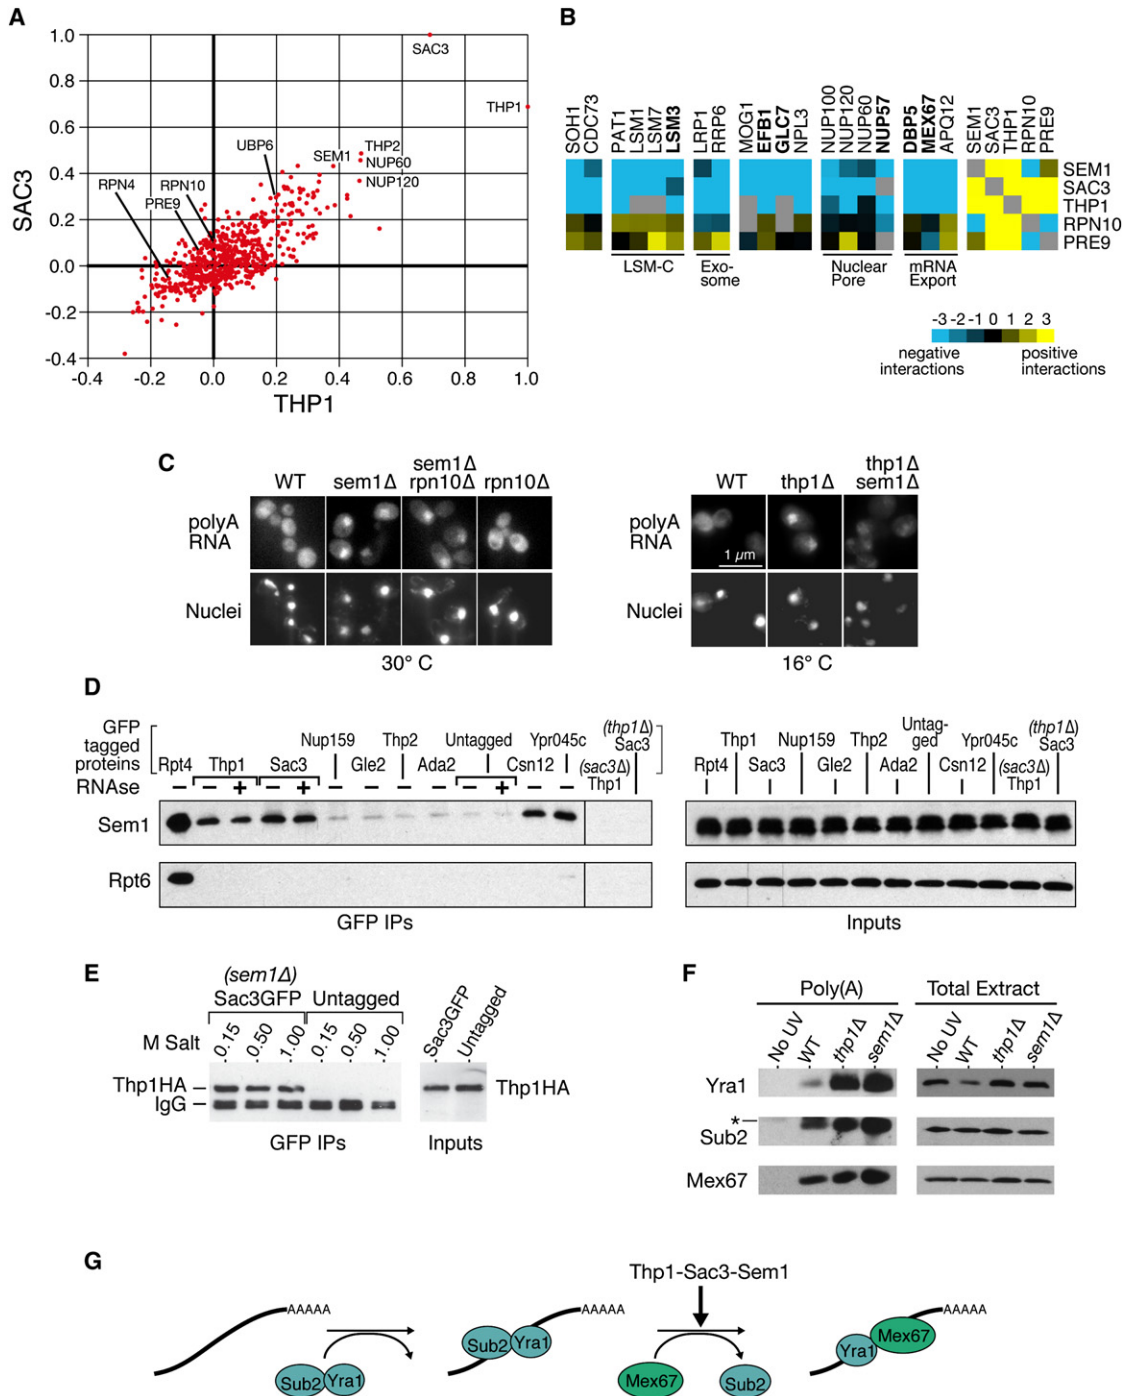 A
SAC3
1.0
0.8
0.6
0.4
0.2
0.0
-0.2
-0.4
-0.4
-0.2
0.0
0.2
0.4
0.6
0.8
1.0
THP1
SAC3
THP1
UBP6
SEM1
THP2
NUP60
NUP120
RPN4
RPN10
PRE9
B
SOH1
CDC73
PAT1
LSM1
LSM7
LSM3
LRP1
RRP6
MOG1
EFB1
GLC7
NPL3
NUP100
NUP120
NUP60
NUP57
DBP5
MEX67
APQ12
SEM1
SAC3
THP1
RPN10
PRE9
SEM1
SAC3
THP1
RPN10
PRE9
LSM-C
Exo-
some
Nuclear
Pore
mRNA
Export
-3 -2 -1 0 1 2 3
negative
interactions
positive
interactions
C
WT
sem1Δ
sem1Δ
rpn10Δ
rpn10Δ
polyA
RNA
Nuclei
30° C
WT
thp1Δ
thp1Δ
sem1Δ
polyA
RNA
1 µm
Nuclei
16° C
D
GFP
tagged
proteins
Rpt4
Thp1
Sac3
Nup159
Gle2
Thp2
Ada2
Untagged
Csn12
Ypr045c
(sac3Δ)
Thp1
(thp1Δ)
Sac3
RNAse
− − + − + − − − − − + − −
Sem1
Rpt6
GFP IPs
Rpt4
Thp1
Sac3
Nup159
Gle2
Thp2
Ada2
Untag-
ged
Csn12
Ypr045c
(sac3Δ)
Thp1
(thp1Δ)
Sac3
Inputs
E
(sem1Δ)
Sac3GFP
Untagged
M Salt
0.15
0.50
1.00
0.15
0.50
1.00
Thp1HA
IgG
GFP IPs
Sac3GFP
Untagged
Thp1HA
Inputs
F
Poly(A)
Total Extract
No UV
WT
thp1Δ
sem1Δ
No UV
WT
thp1Δ
sem1Δ
Yra1
*
Sub2
Mex67
G
Thp1-Sac3-Sem1
AAAAA
Sub2
Yra1
AAAAA
Sub2
Yra1
Mex67
Sub2
AAAAA
Yra1
Mex67